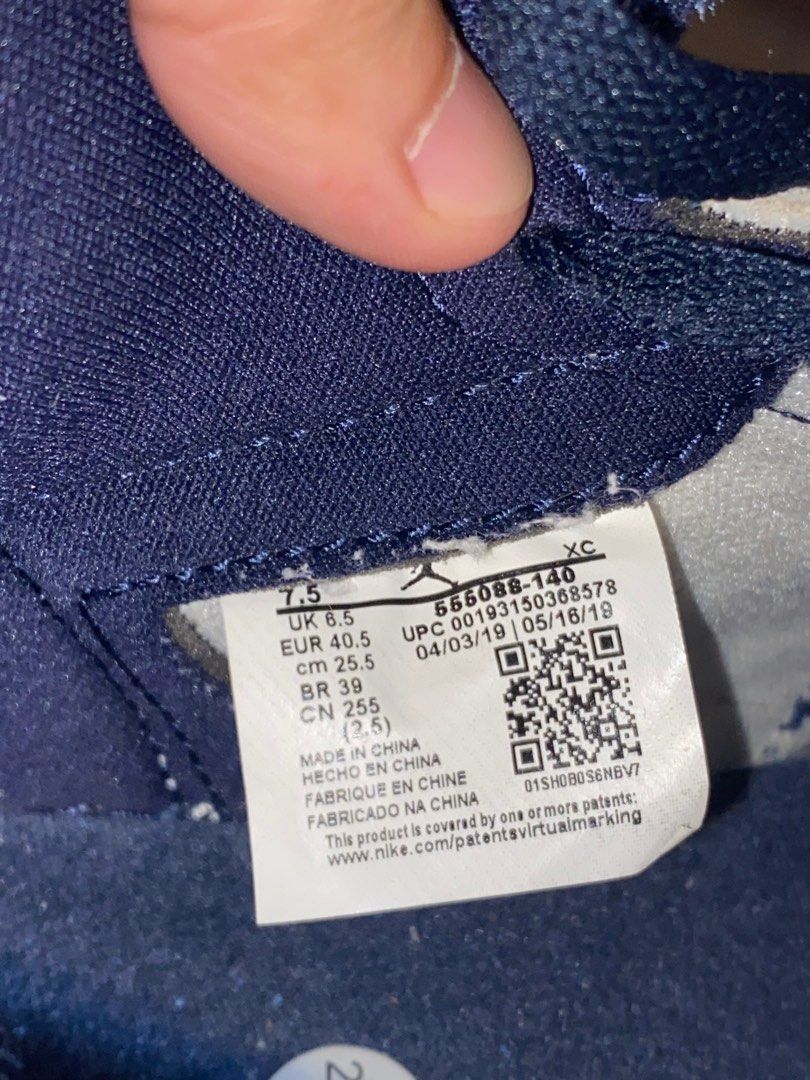 7.5 XC
UK 6.5 555088-140
EUR 40.5 UPC 00193150368578
cm 25.5 04/03/19 | 05/16/19
BR 39
CN 255
(2.5)
MADE IN CHINA
HECHO EN CHINA
FABRIQUE EN CHINE
FABRICADO NA CHINA
01SH0B0S6NBV7
This product is covered by one or more patents:
www.nike.com/patentsvirtualmarking
2